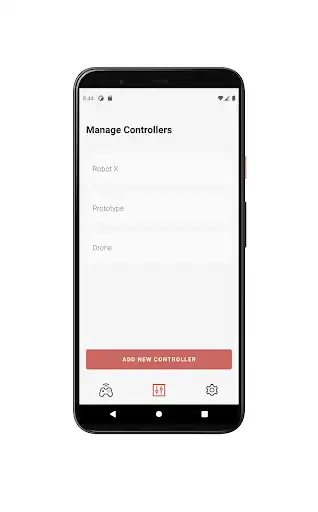 8:44
Manage Controllers
Robot X
Prototype
Drone
ADD NEW CONTROLLER